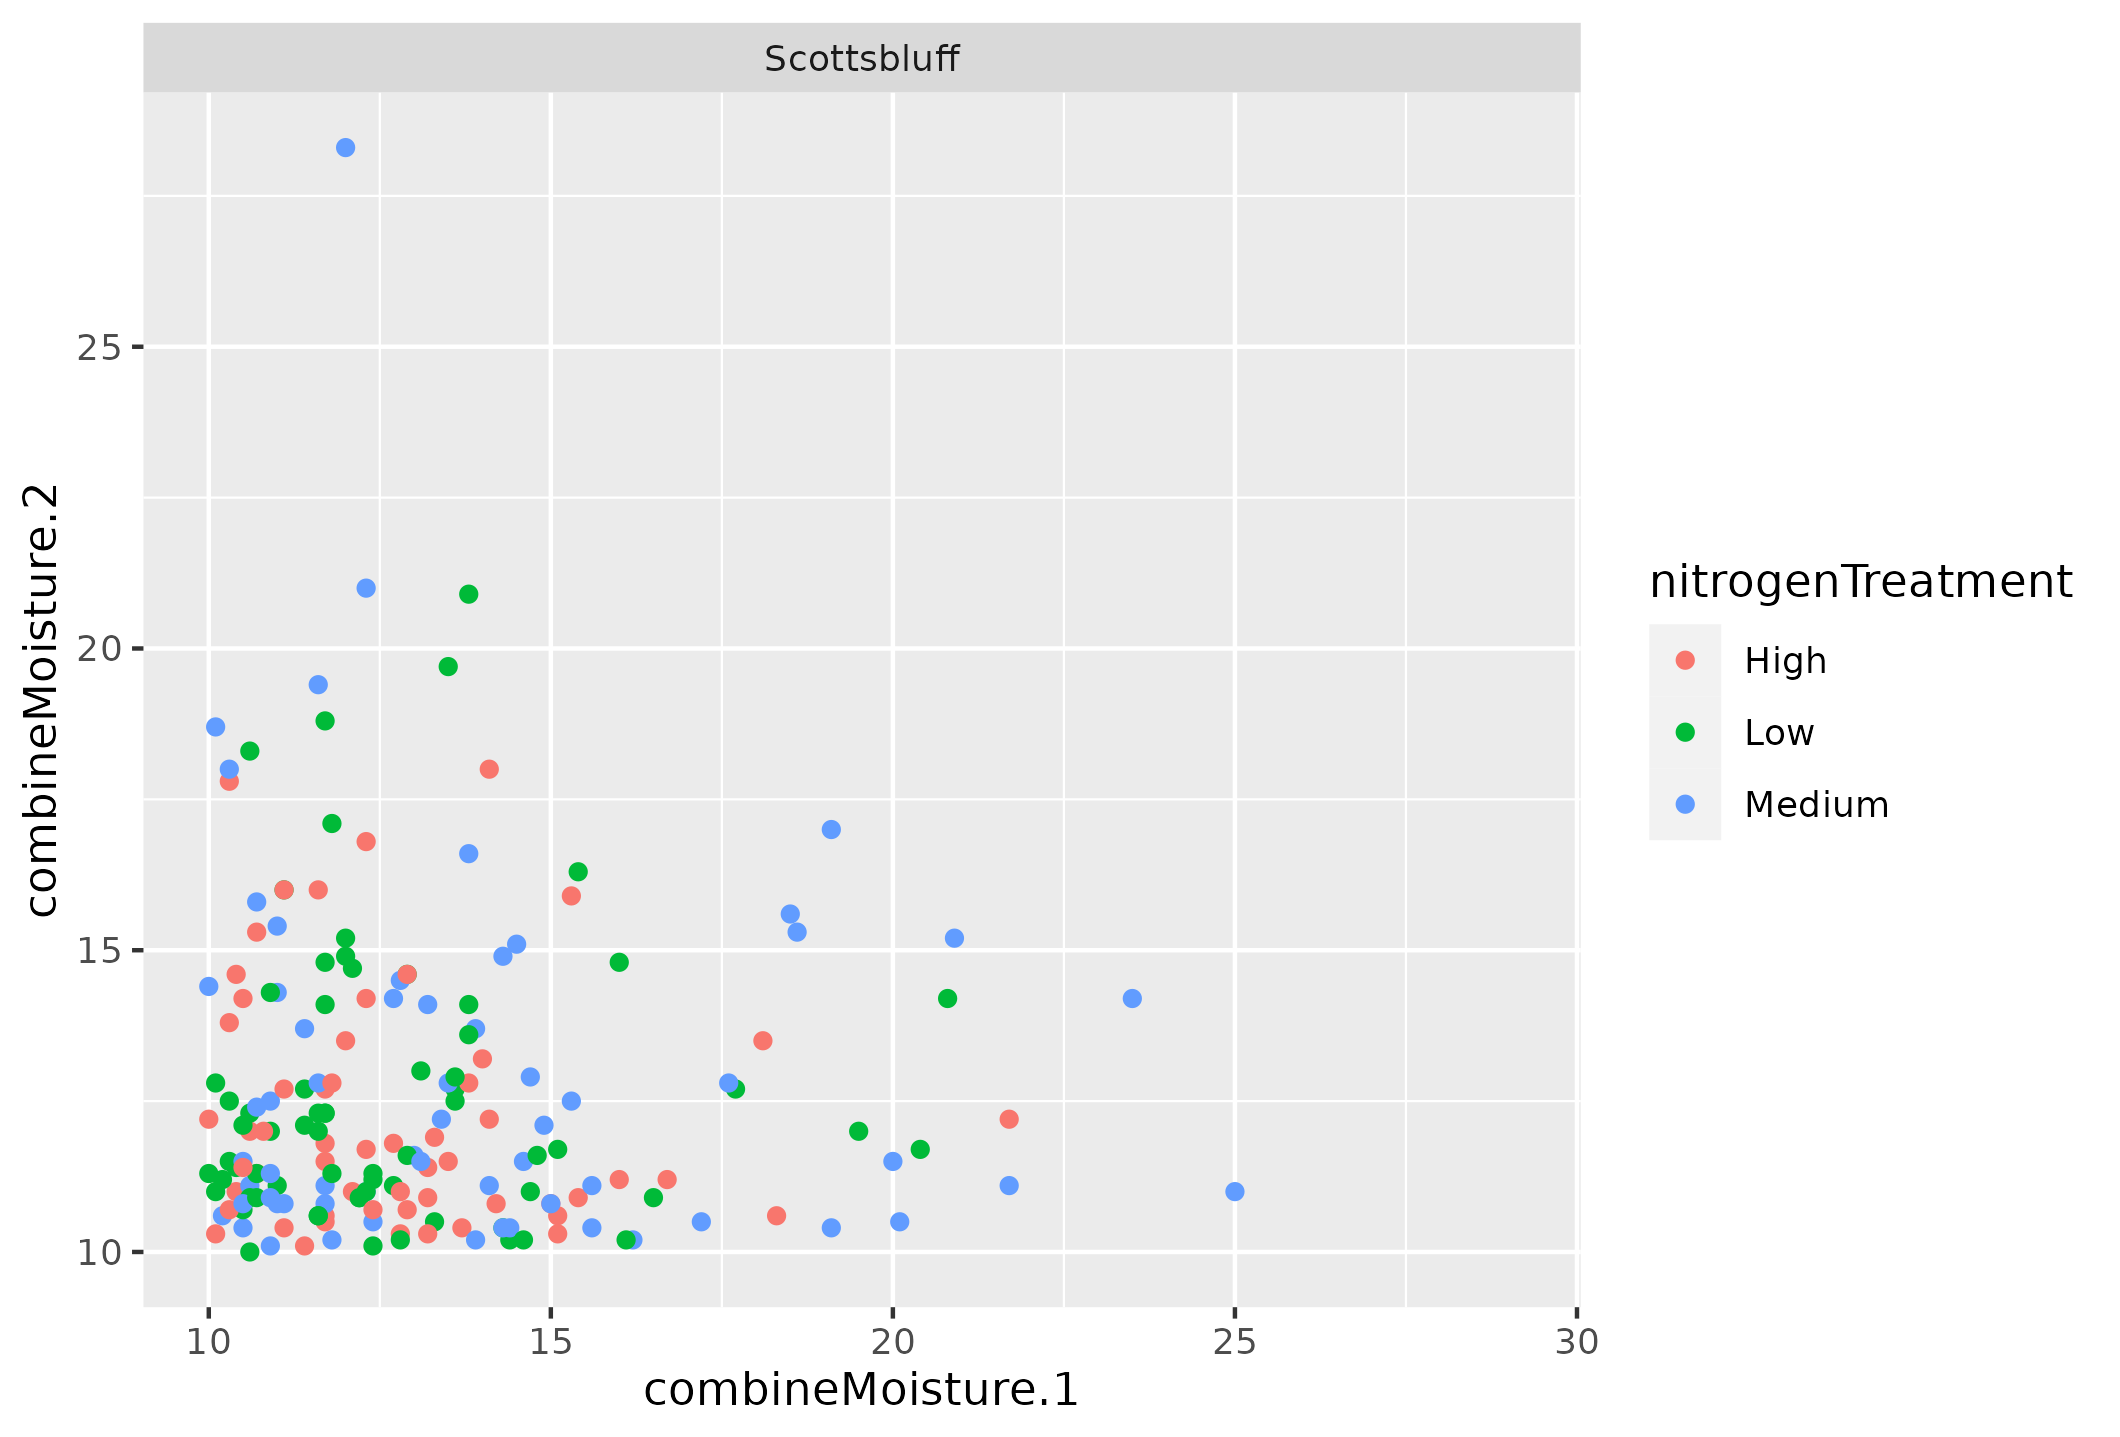 Scottsbluff
combineMoisture.2
25
20
15
10
10 15 20 25 30
combineMoisture.1
nitrogenTreatment
High
Low
Medium